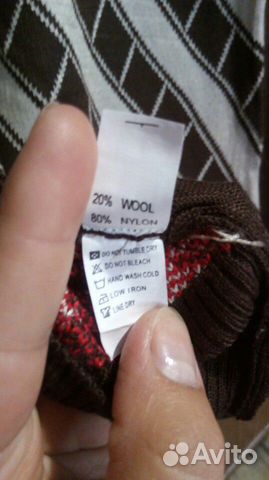 20% WOOL
80% NYLON
DO NOT TUMBLE DRY
DO NOT BLEACH
HAND WASH COLD
LOW IRON
LINE DRY
Avito